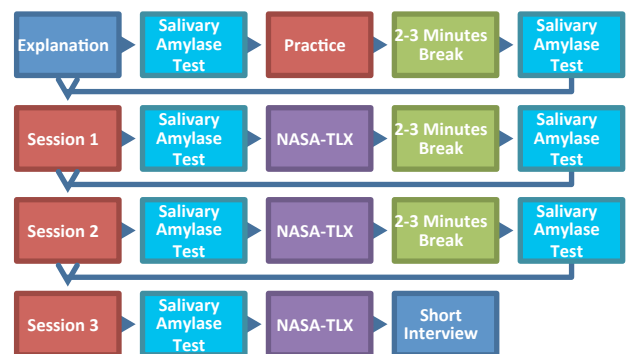 Explanation
Salivary
Amylase
Test
Practice
2-3 Minutes
Break
Salivary
Amylase
Test
Session 1
Salivary
Amylase
Test
NASA-TLX
2-3 Minutes
Break
Salivary
Amylase
Test
Session 2
Salivary
Amylase
Test
NASA-TLX
2-3 Minutes
Break
Salivary
Amylase
Test
Session 3
Salivary
Amylase
Test
NASA-TLX
Short
Interview